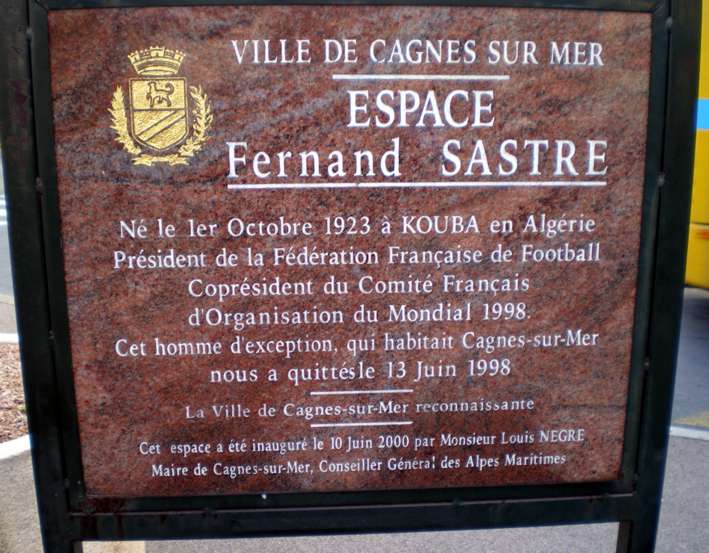 VILLE DE CAGNES SUR MER
ESPACE
Fernand SASTRE
Né le 1er Octobre 1923 à KOUBA en Algérie
Président de la Fédération Française de Football
Coprésident du Comité Français
d'Organisation du Mondial 1998.
Cet homme d'exception, qui habitait Cagnes-sur-Mer
nous a quittésle 13 Juin 1998
La Ville de Cagnes-sur-Mer reconnaissante
Cet espace a été inauguré le 10 Juin 2000 par Monsieur Louis NEGRE
Maire de Cagnes-sur-Mer, Conseiller Général des Alpes Maritimes